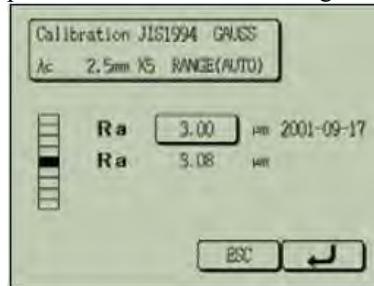 Calibration JIS1994 GAUSS
λc 2.5mm X5 RANGE(AUTO)
Ra 3.00 μm 2001-09-17
Ra 3.08 μm
ESC